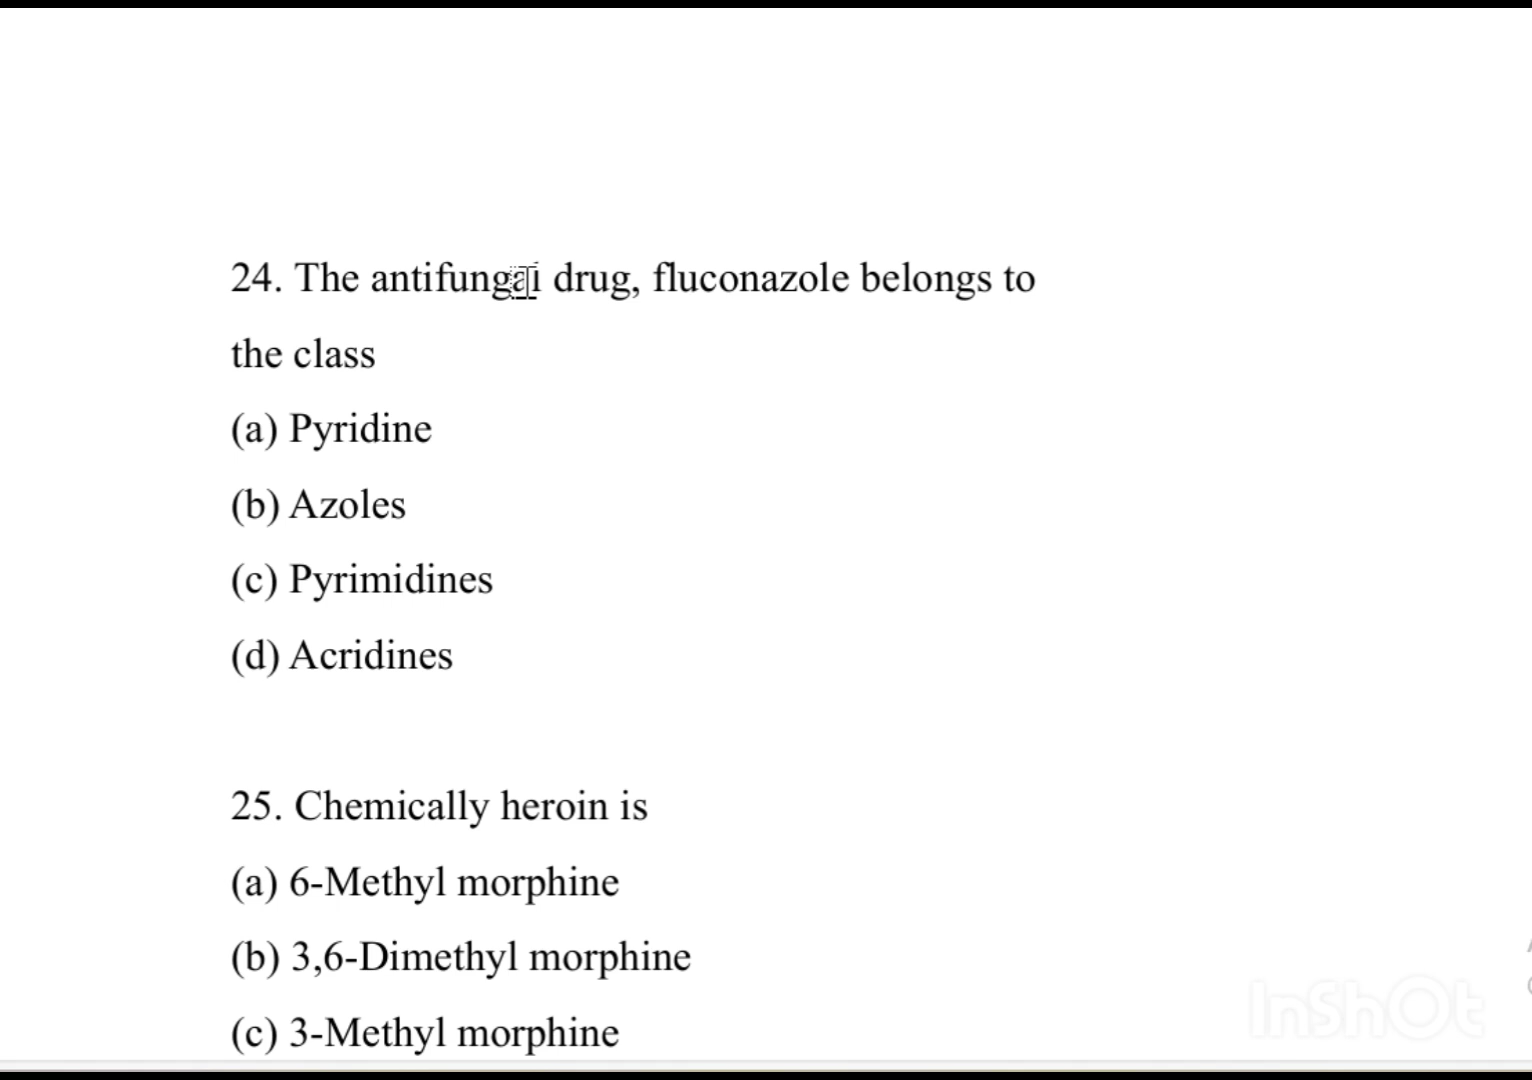 24. The antifungal drug, fluconazole belongs to
the class
(a) Pyridine
(b) Azoles
(c) Pyrimidines
(d) Acridines
25. Chemically heroin is
(a) 6-Methyl morphine
(b) 3,6-Dimethyl morphine
(c) 3-Methyl morphine
InShOt